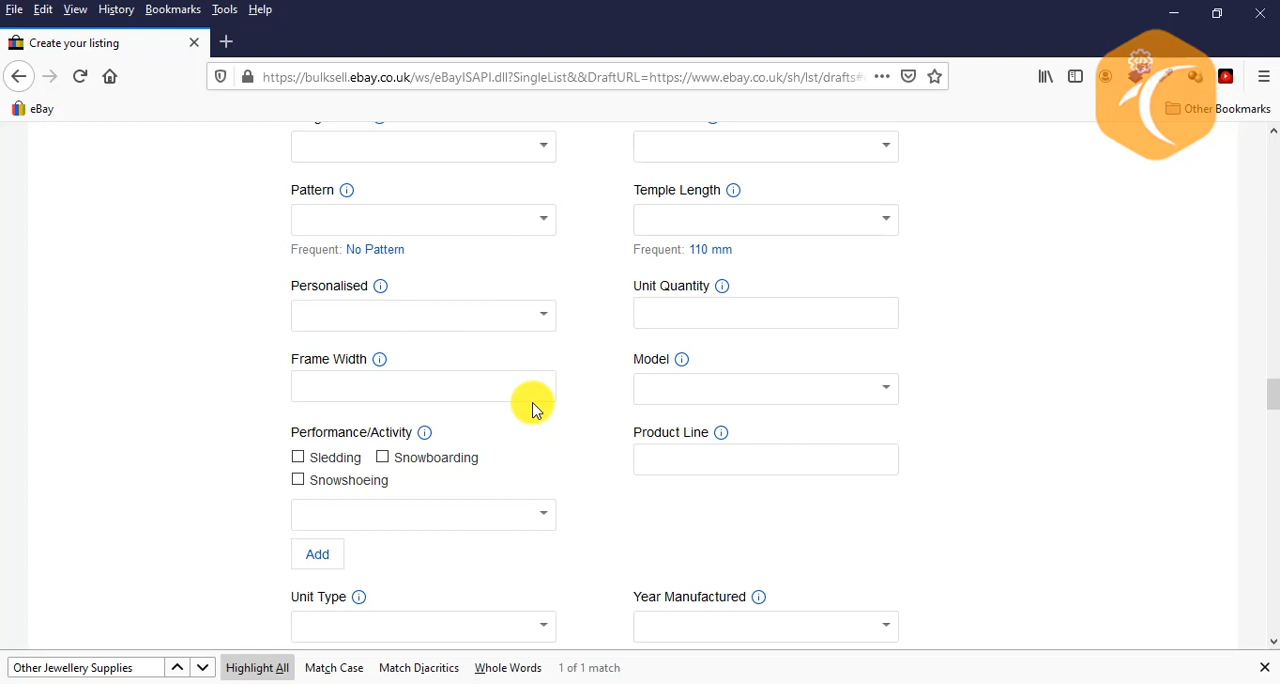 File Edit View History Bookmarks Tools Help
Create your listing
https://bulksell.ebay.co.uk/ws/eBayISAPI.dll?SingleList&&DraftURL=https://www.ebay.co.uk/sh/lst/drafts#
eBay
Other Bookmarks
Pattern
Temple Length
Frequent: No Pattern
Frequent: 110 mm
Personalised
Unit Quantity
Frame Width
Model
Performance/Activity
Product Line
Sledding Snowboarding
Snowshoeing
Add
Unit Type
Year Manufactured
Other Jewellery Supplies Highlight All Match Case Match Diacritics Whole Words 1 of 1 match